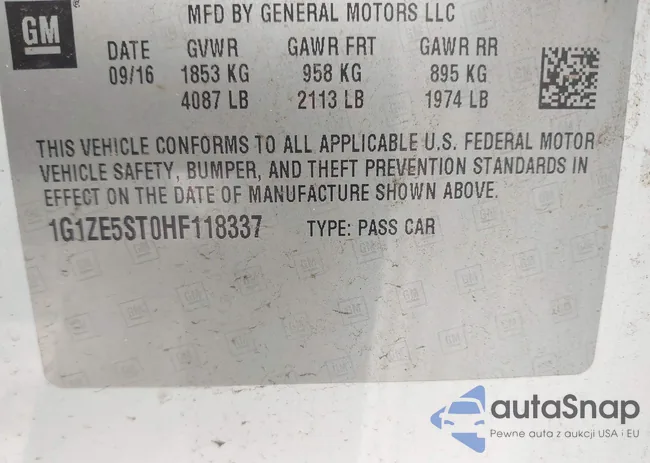 GM
MFD BY GENERAL MOTORS LLC
DATE GVWR GAWR FRT GAWR RR
09/16 1853 KG 958 KG 895 KG
4087 LB 2113 LB 1974 LB
THIS VEHICLE CONFORMS TO ALL APPLICABLE U.S. FEDERAL MOTOR
VEHICLE SAFETY, BUMPER, AND THEFT PREVENTION STANDARDS IN
EFFECT ON THE DATE OF MANUFACTURE SHOWN ABOVE.
1G1ZE5ST0HF118337 TYPE: PASS CAR
autaSnap
Pewne auta z aukcji USA i EU